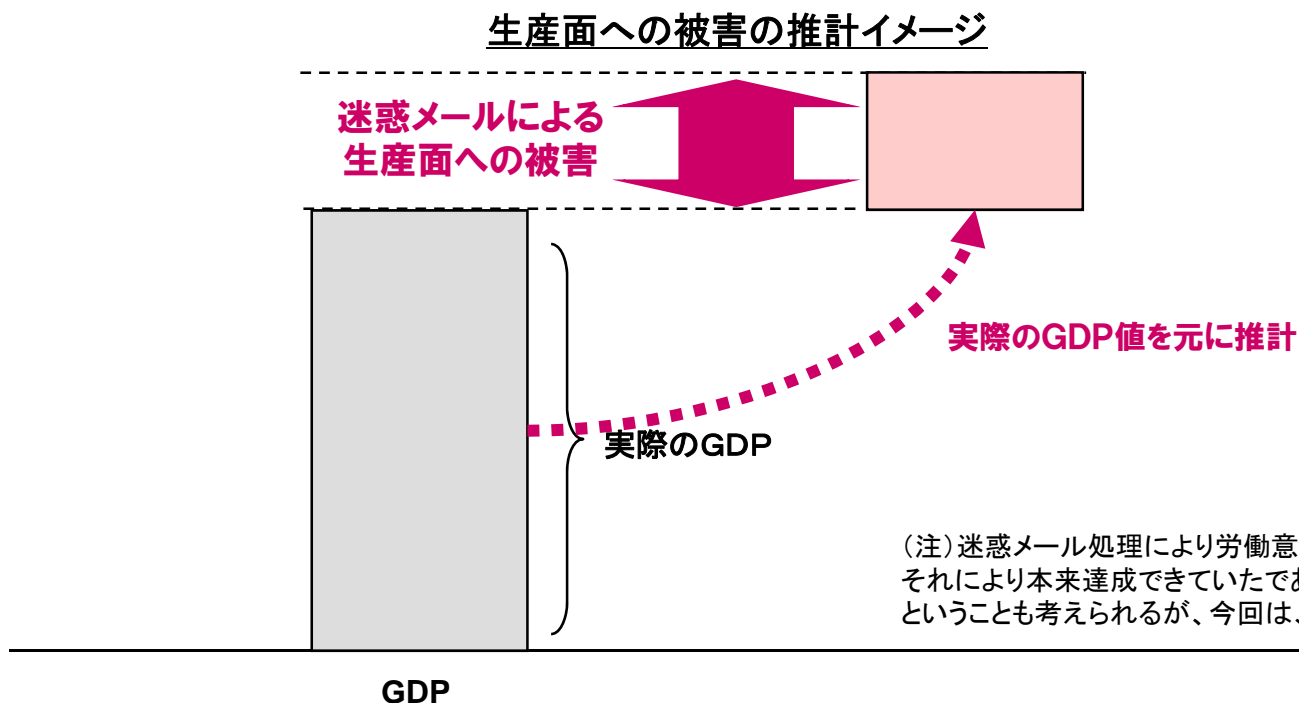 生産面への被害の推計イメージ
迷惑メールによる
生産面への被害
実際のGDP値を元に推計
実際のGDP
（注）迷惑メール処理により労働意
それにより本来達成できていたであ
ということも考えられるが、今回は、
GDP